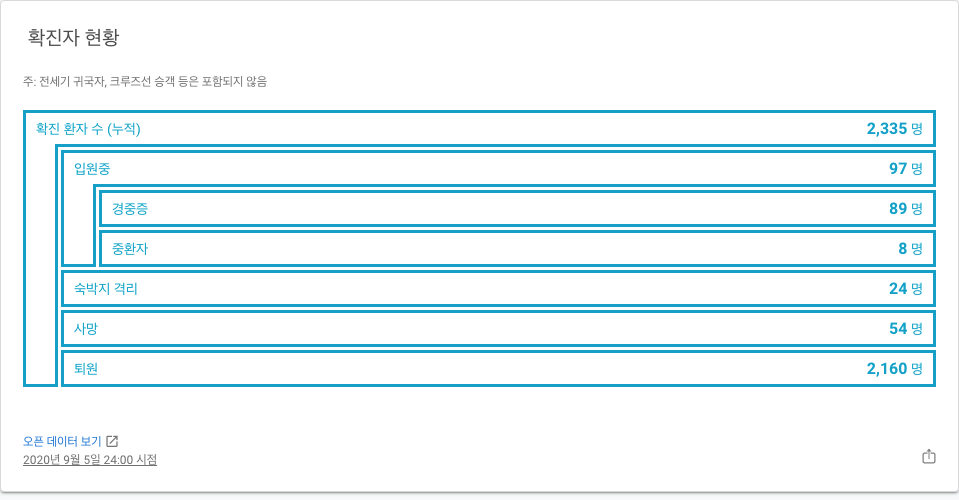 확진자 현황
주: 전세기 귀국자, 크루즈선 승객 등은 포함되지 않음
확진 환자 수 (누적) 2,335 명
입원중 97 명
경중증 89 명
중환자 8 명
숙박지 격리 24 명
사망 54 명
퇴원 2,160 명
오픈 데이터 보기
2020년 9월 5일 24:00 시점